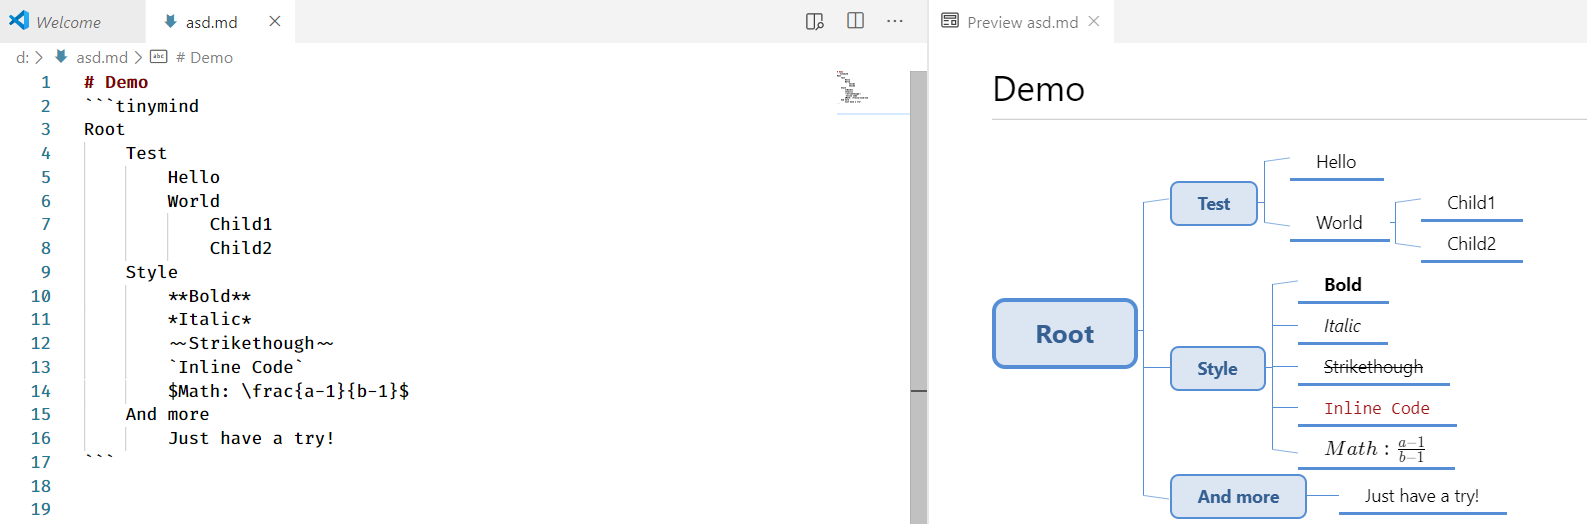 Welcome
asd.md
Preview asd.md
d: > asd.md > # Demo
1 # Demo
2 ```tinymind
3 Root
4 Test
5 Hello
6 World
7 Child1
8 Child2
9 Style
10 **Bold**
11 *Italic*
12 ~~Strikethough~~
13 `Inline Code`
14 $Math: \frac{a-1}{b-1}$
15 And more
16 Just have a try!
17 ```
18
19
Demo
Root
Test
Hello
World
Child1
Child2
Style
Bold
Italic
Strikethough
Inline Code
Math : a−1
b−1
And more
Just have a try!